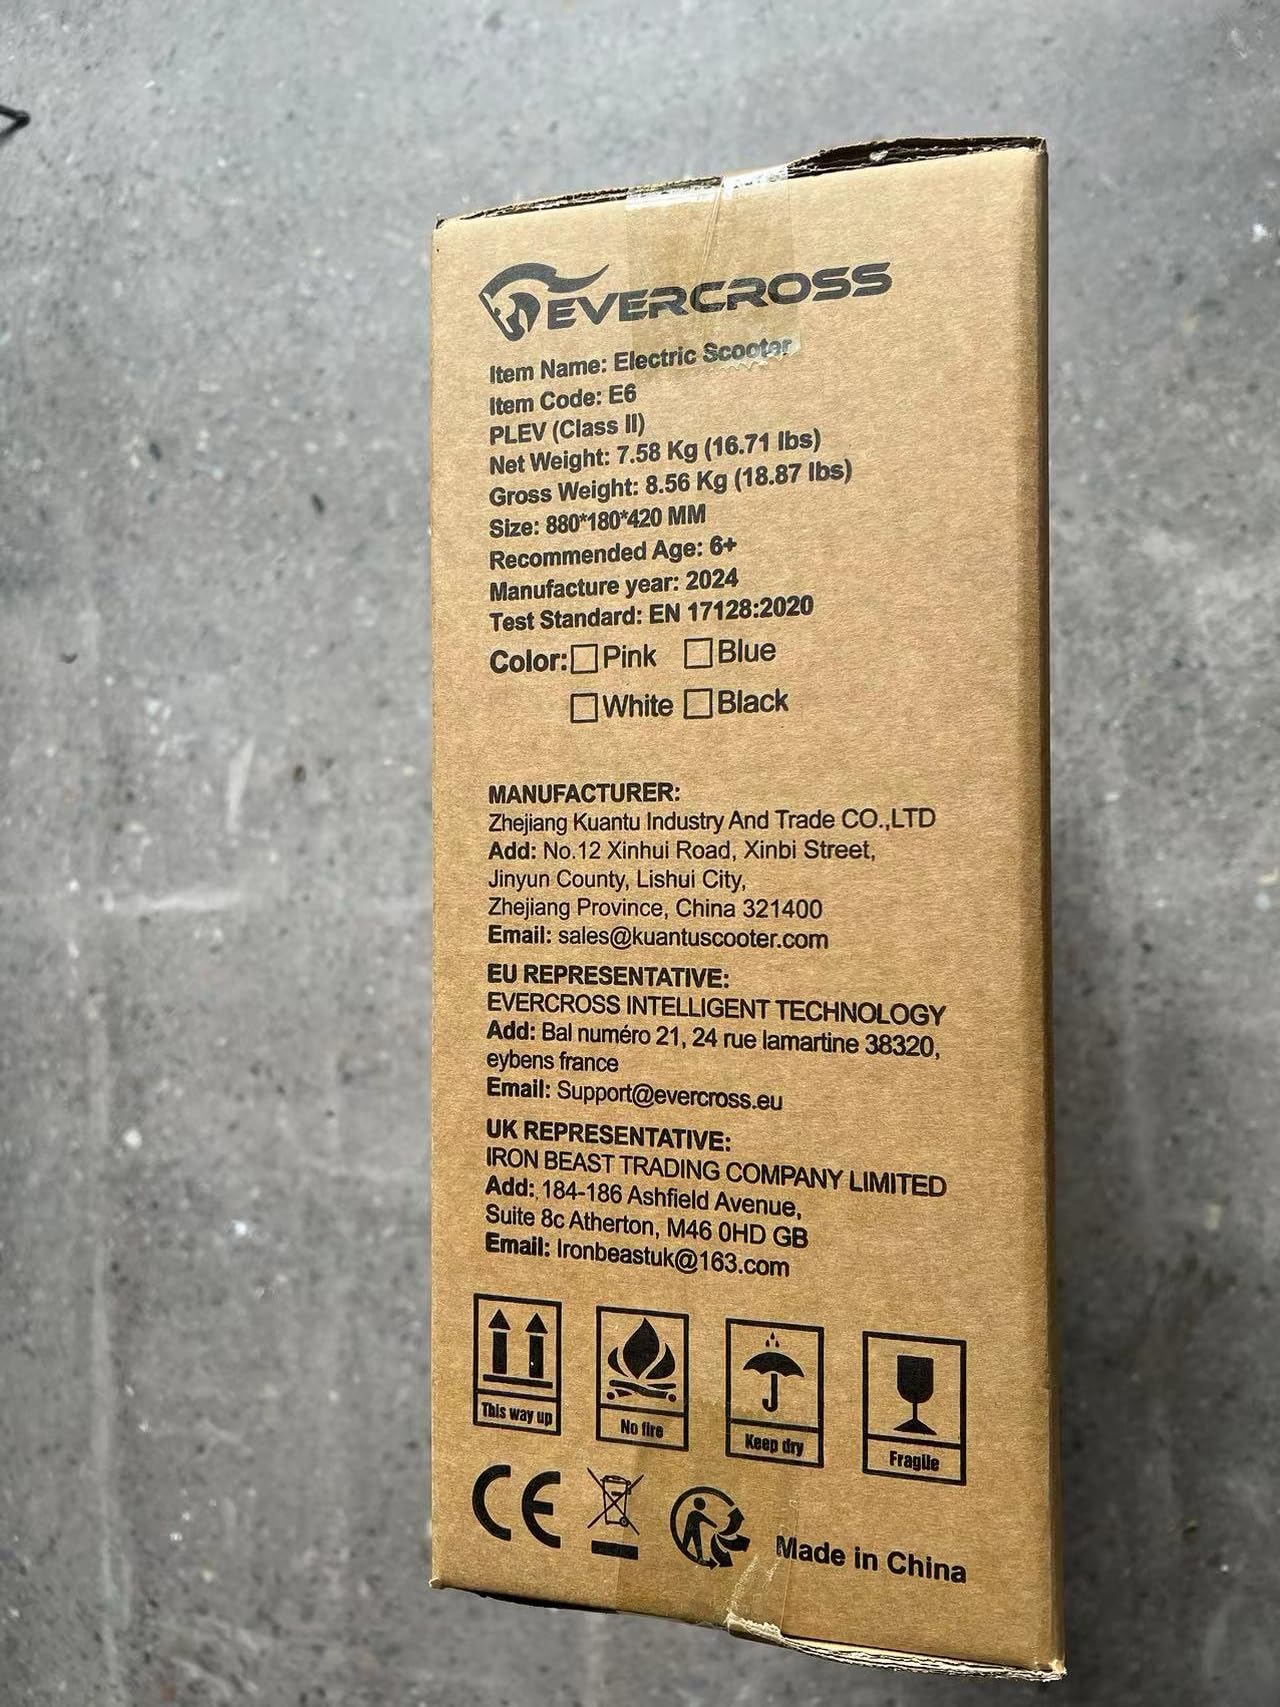 EVERCROSS
Item Name: Electric Scooter
Item Code: E6
PLEV (Class II)
Net Weight: 7.58 Kg (16.71 lbs)
Gross Weight: 8.56 Kg (18.87 lbs)
Size: 880*180*420 MM
Recommended Age: 6+
Manufacture year: 2024
Test Standard: EN 17128:2020
Color: Pink Blue
White Black
MANUFACTURER:
Zhejiang Kuantu Industry And Trade CO.,LTD
Add: No.12 Xinhui Road, Xinbi Street,
Jinyun County, Lishui City,
Zhejiang Province, China 321400
Email: sales@kuantuscooter.com
EU REPRESENTATIVE:
EVERCROSS INTELLIGENT TECHNOLOGY
Add: Bal numéro 21, 24 rue lamartine 38320,
eybens france
Email: Support@evercross.eu
UK REPRESENTATIVE:
IRON BEAST TRADING COMPANY LIMITED
Add: 184-186 Ashfield Avenue,
Suite 8c Atherton, M46 0HD GB
Email: Ironbeastuk@163.com
This way up No fire Keep dry Fragile
CE Made in China